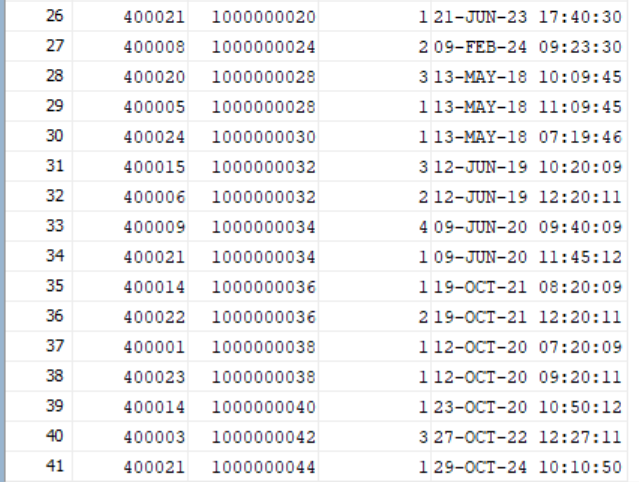 26 400021 1000000020 1 21-JUN-23 17:40:30
27 400008 1000000024 2 09-FEB-24 09:23:30
28 400020 1000000028 3 13-MAY-18 10:09:45
29 400005 1000000028 1 13-MAY-18 11:09:45
30 400024 1000000030 1 13-MAY-18 07:19:46
31 400015 1000000032 3 12-JUN-19 10:20:09
32 400006 1000000032 2 12-JUN-19 12:20:11
33 400009 1000000034 4 09-JUN-20 09:40:09
34 400021 1000000034 1 09-JUN-20 11:45:12
35 400014 1000000036 1 19-OCT-21 08:20:09
36 400022 1000000036 2 19-OCT-21 12:20:11
37 400001 1000000038 1 12-OCT-20 07:20:09
38 400023 1000000038 1 12-OCT-20 09:20:11
39 400014 1000000040 1 23-OCT-20 10:50:12
40 400003 1000000042 3 27-OCT-22 12:27:11
41 400021 1000000044 1 29-OCT-24 10:10:50